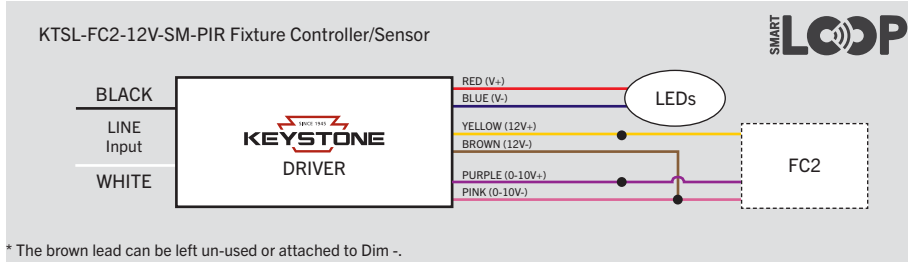 KTSL-FC2-12V-SM-PIR Fixture Controller/Sensor
SMART LOOP
BLACK
LINE
Input
WHITE
SINCE 1945
KEYSTONE
DRIVER
RED (V+)
BLUE (V-)
YELLOW (12V+)
BROWN (12V-)
PURPLE (0-10V+)
PINK (0-10V-)
LEDs
FC2
* The brown lead can be left un-used or attached to Dim -.